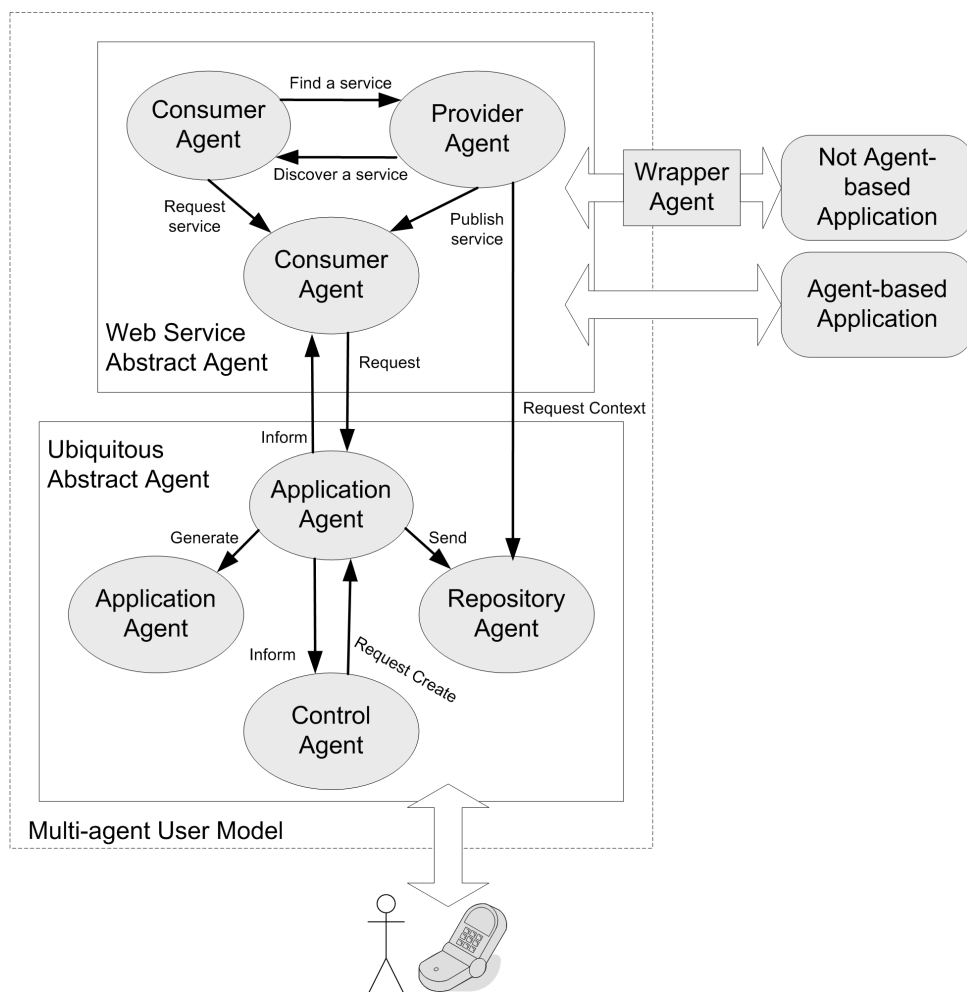 Find a service
Consumer
Agent
Provider
Agent
Discover a service
Request
service
Publish
service
Consumer
Agent
Web Service
Abstract Agent
Wrapper
Agent
Not Agent-
based
Application
Agent-based
Application
Request
Request Context
Inform
Ubiquitous
Abstract Agent
Application
Agent
Generate
Send
Application
Agent
Repository
Agent
Inform
Request Create
Control
Agent
Multi-agent User Model